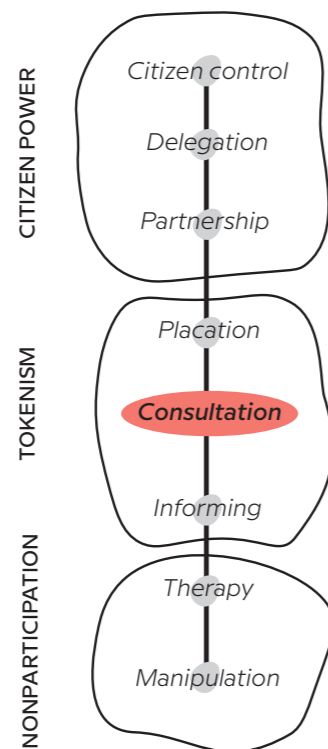 CITIZEN POWER
Citizen control
Delegation
Partnership
TOKENISM
Placation
Consultation
Informing
NONPARTICIPATION
Therapy
Manipulation